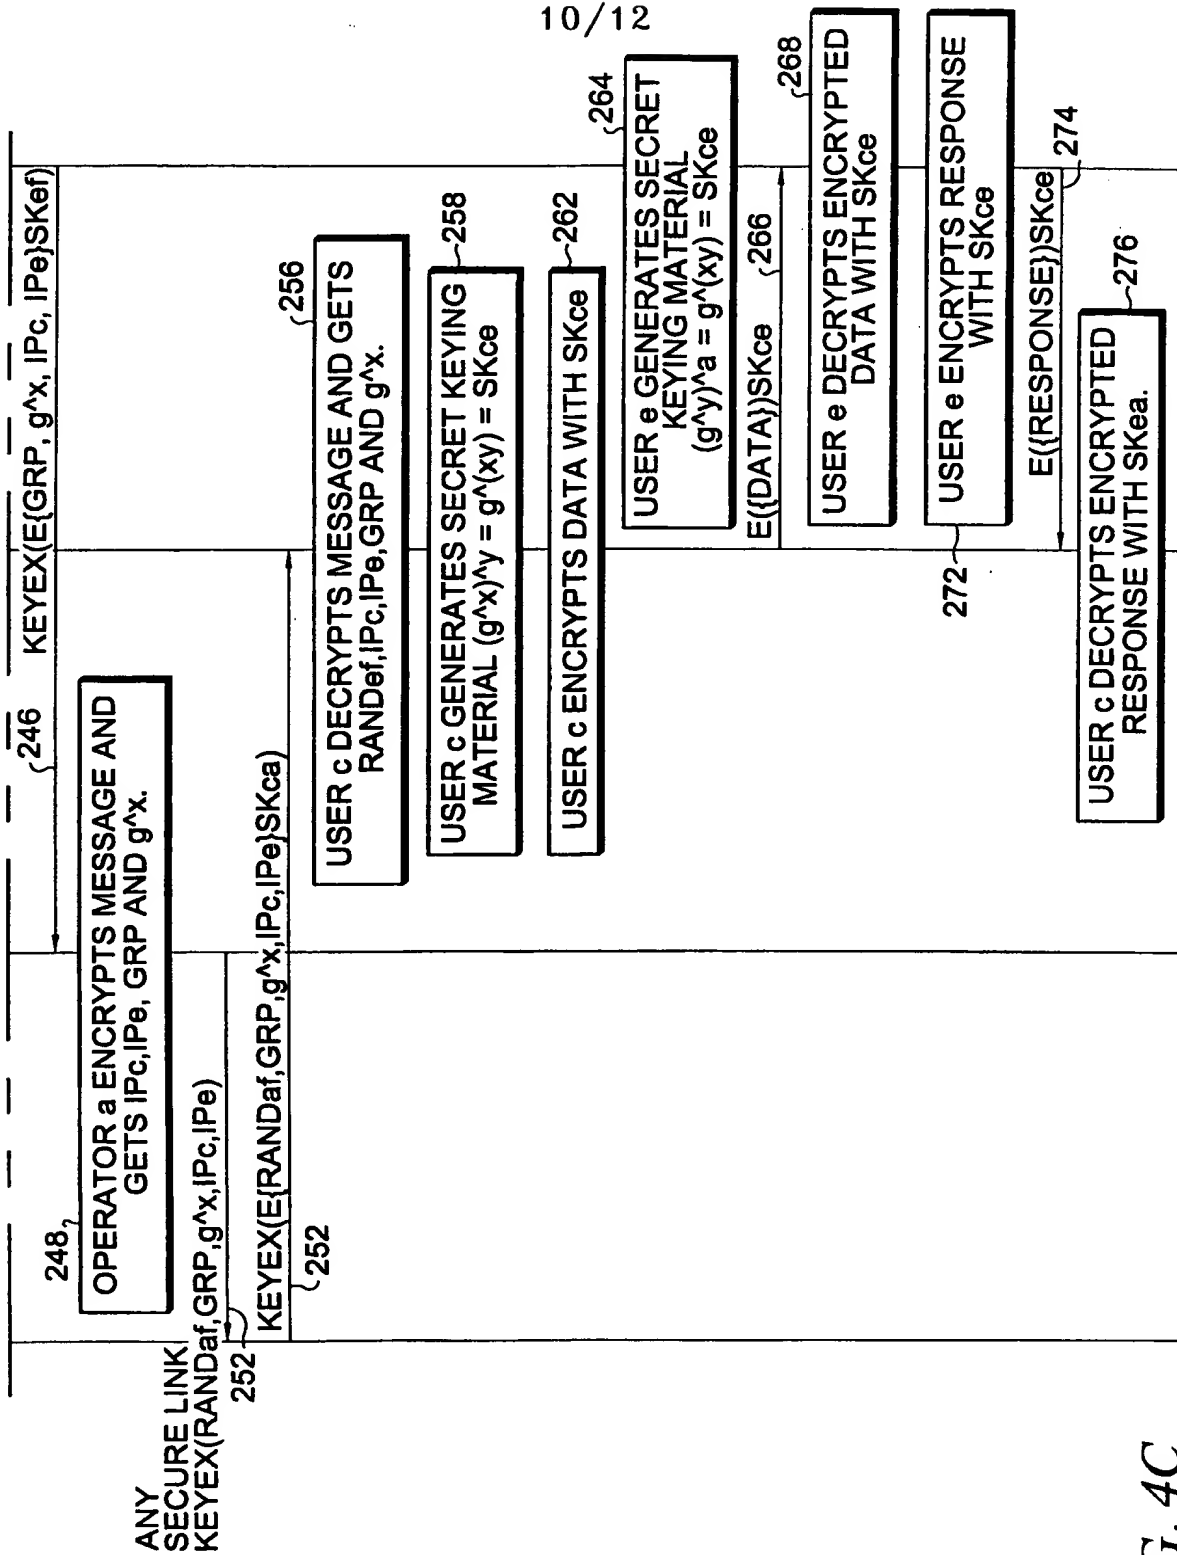 10/12
KEYEX(E{GRP, g^x, IPc, IPe}SKef)
246
248
OPERATOR a ENCRYPTS MESSAGE AND
GETS IPc,IPe, GRP AND g^x.
ANY
SECURE LINK
KEYEX(RANDaf,GRP,g^x,IPc,IPe)
252
KEYEX(E{RANDaf,GRP,g^x,IPc,IPe}SKca)
252
256
USER c DECRYPTS MESSAGE AND GETS
RANDef,IPc,IPe,GRP AND g^x.
258
USER c GENERATES SECRET KEYING
MATERIAL (g^x)^y = g^(xy) = SKce
262
USER c ENCRYPTS DATA WITH SKce
264
USER e GENERATES SECRET
KEYING MATERIAL
(g^y)^a = g^(xy) = SKce
E({DATA})SKce
266
268
USER e DECRYPTS ENCRYPTED
DATA WITH SKce
272
USER e ENCRYPTS RESPONSE
WITH SKce
E({RESPONSE})SKce
274
276
USER c DECRYPTS ENCRYPTED
RESPONSE WITH SKea.
4C